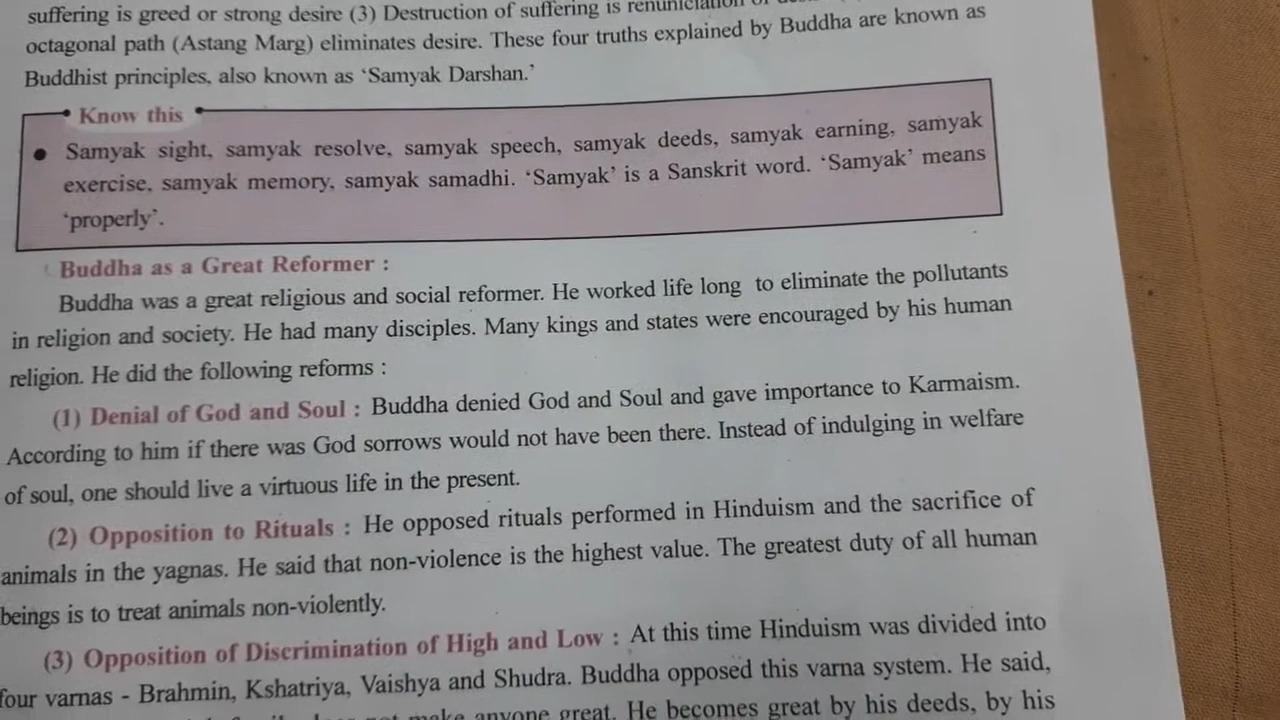 suffering is greed or strong desire (3) Destruction of suffering is
octagonal path (Astang Marg) eliminates desire. These four truths explained by Buddha are known as
Buddhist principles, also known as ‘Samyak Darshan.’
Know this
● Samyak sight, samyak resolve, samyak speech, samyak deeds, samyak earning, samyak
exercise, samyak memory, samyak samadhi. ‘Samyak’ is a Sanskrit word. ‘Samyak’ means
‘properly’.
Buddha as a Great Reformer :
Buddha was a great religious and social reformer. He worked life long to eliminate the pollutants
in religion and society. He had many disciples. Many kings and states were encouraged by his human
religion. He did the following reforms :
(1) Denial of God and Soul : Buddha denied God and Soul and gave importance to Karmaism.
According to him if there was God sorrows would not have been there. Instead of indulging in welfare
of soul, one should live a virtuous life in the present.
(2) Opposition to Rituals : He opposed rituals performed in Hinduism and the sacrifice of
animals in the yagnas. He said that non-violence is the highest value. The greatest duty of all human
beings is to treat animals non-violently.
(3) Opposition of Discrimination of High and Low : At this time Hinduism was divided into
four varnas - Brahmin, Kshatriya, Vaishya and Shudra. Buddha opposed this varna system. He said,
make anyone great. He becomes great by his deeds, by his